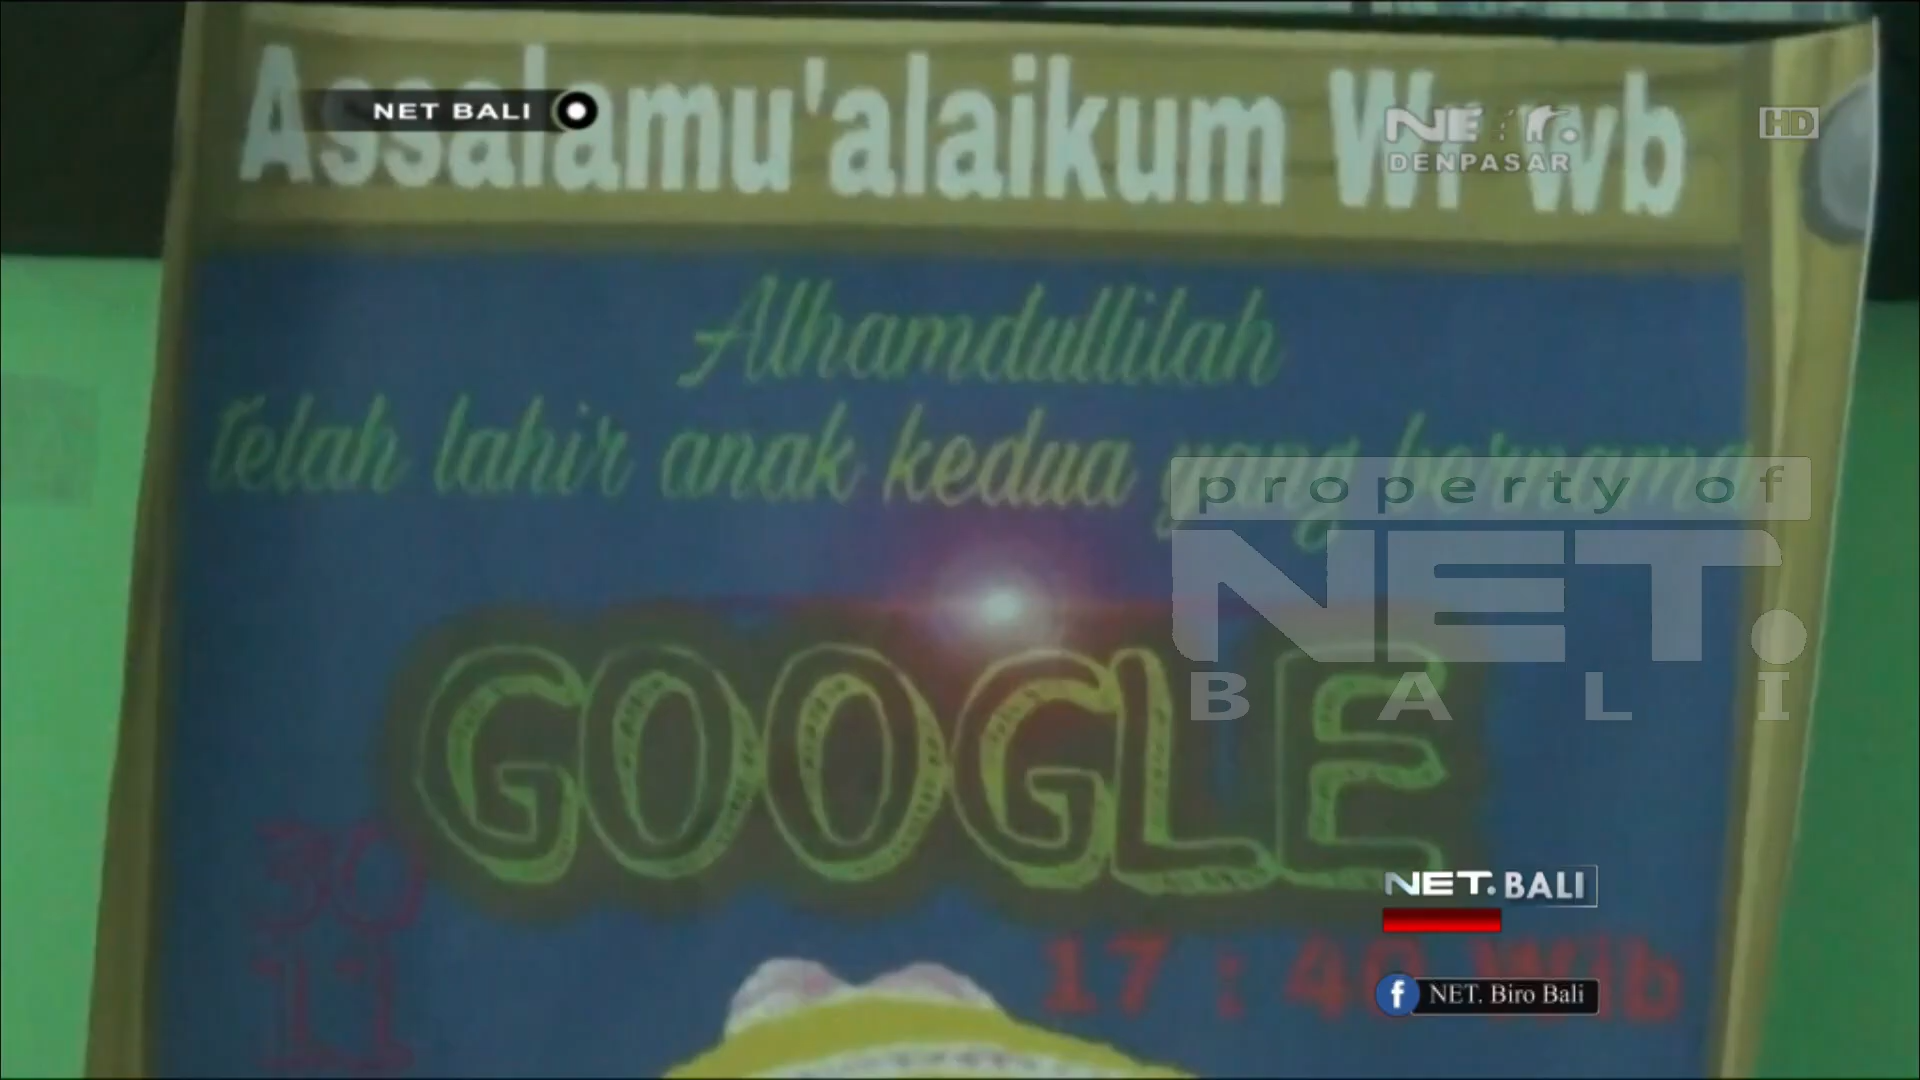 Assalamu'alaikum Wr wb
NET BALI
NET.
DENPASAR
HD
Alhamdullilah
Telah lahir anak kedua yang bernama
property of
NET.
BALI
GOOGLE
30
11
17 : 40 Wib
NET. BALI
f NET. Biro Bali